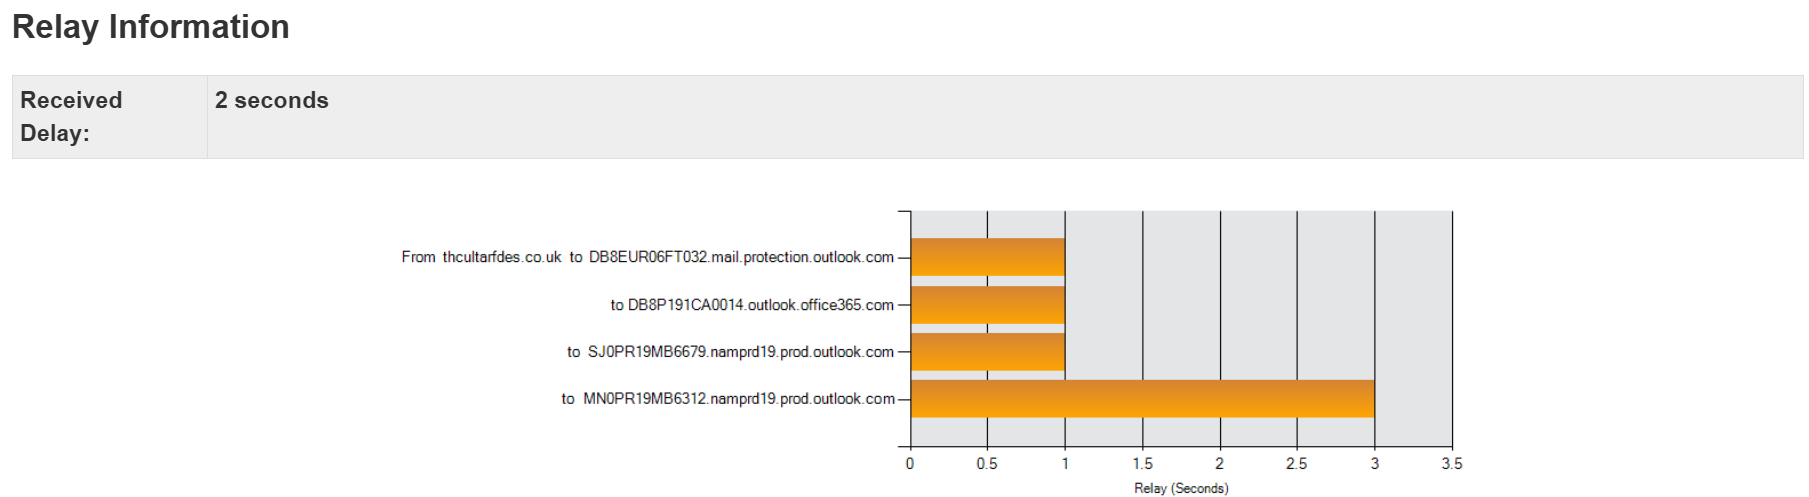 Relay Information
Received
Delay:
2 seconds
From thcultarfdes.co.uk to DB8EUR06FT032.mail.protection.outlook.com
to DB8P191CA0014.outlook.office365.com
to SJ0PR19MB6679.namprd19.prod.outlook.com
to MN0PR19MB6312.namprd19.prod.outlook.com
0 0.5 1 1.5 2 2.5 3 3.5
Relay (Seconds)